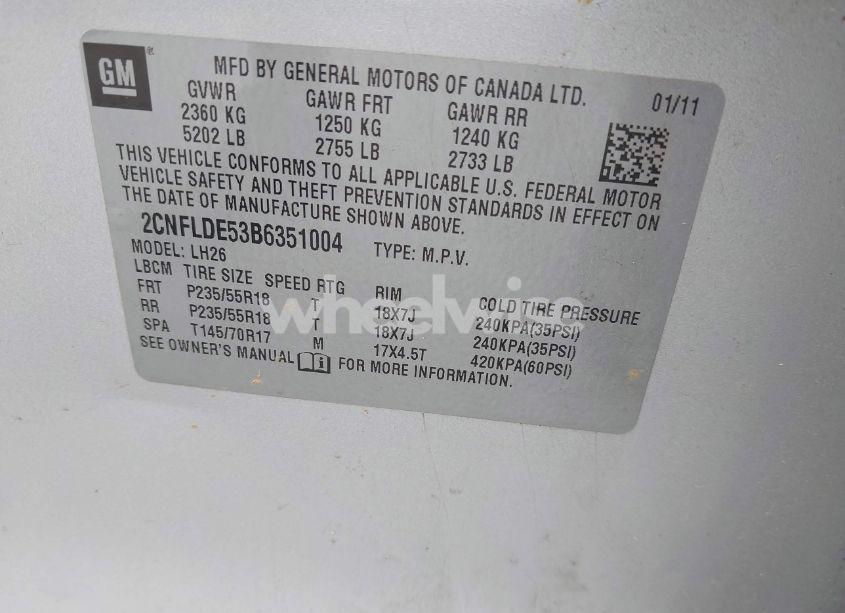 GM
MFD BY GENERAL MOTORS OF CANADA LTD. 01/11
GVWR GAWR FRT GAWR RR
2360 KG 1250 KG 1240 KG
5202 LB 2755 LB 2733 LB
THIS VEHICLE CONFORMS TO ALL APPLICABLE U.S. FEDERAL MOTOR
VEHICLE SAFETY AND THEFT PREVENTION STANDARDS IN EFFECT ON
THE DATE OF MANUFACTURE SHOWN ABOVE.
2CNFLDE53B6351004 TYPE: M.P.V.
MODEL: LH26
LBCM TIRE SIZE SPEED RTG RIM COLD TIRE PRESSURE
FRT P235/55R18 T 18X7J 240KPA(35PSI)
RR P235/55R18 T 18X7J 240KPA(35PSI)
SPA T145/70R17 M 17X4.5T 420KPA(60PSI)
SEE OWNER'S MANUAL FOR MORE INFORMATION.
wheelwise